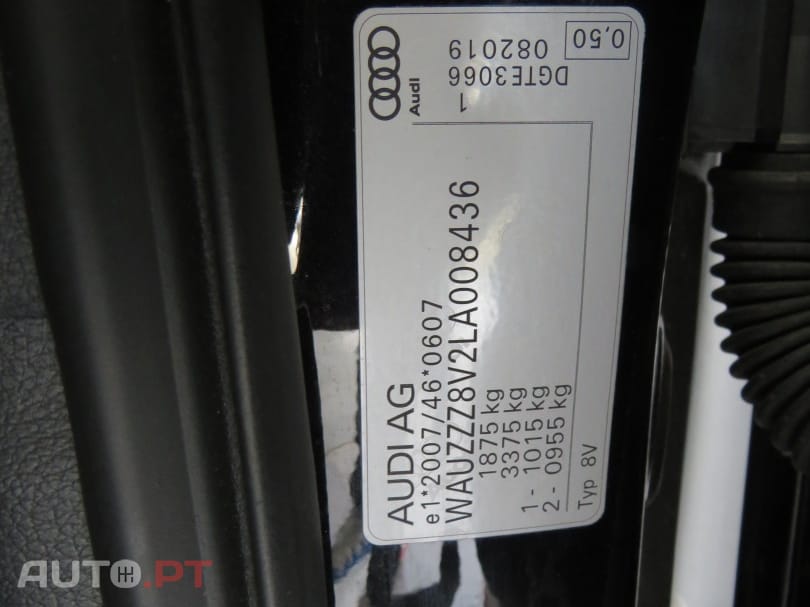 AUDI AG
e1*2007/46*0607
WAUZZZ8V2LA008436
1875 kg
3375 kg
1 - 1015 kg
2 - 0955 kg
Typ 8V
Audi
1
DGTE3066
082019
0,50
AUTO.PT